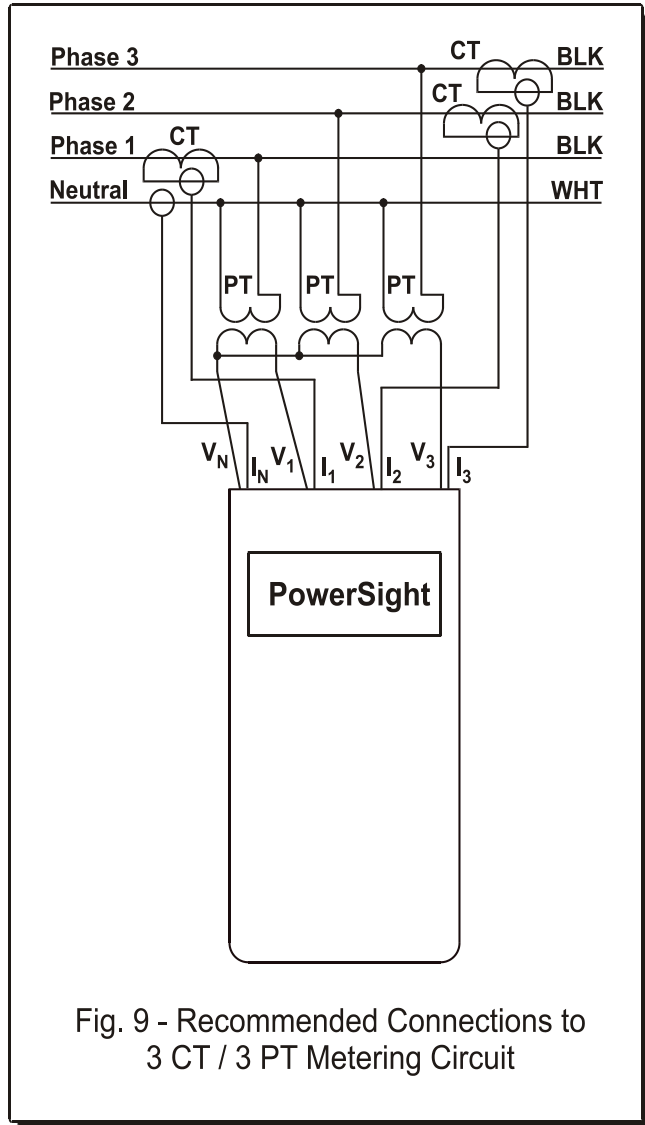 Phase 3 CT BLK
Phase 2 CT BLK
Phase 1 CT BLK
Neutral WHT
PT PT PT
VN IN V1 I1 V2 I2 V3 I3
PowerSight
Fig. 9 - Recommended Connections to
3 CT / 3 PT Metering Circuit